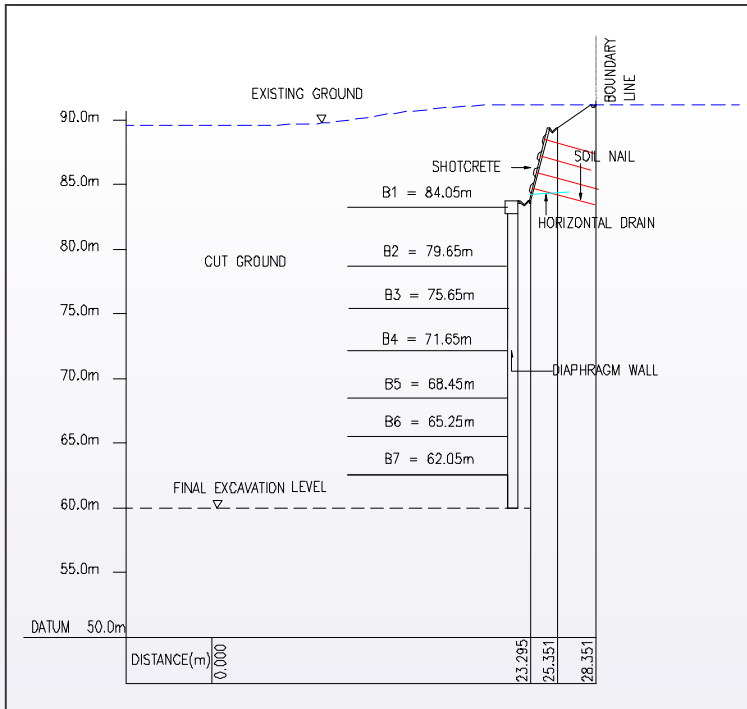 BOUNDARY
LINE
EXISTING GROUND
90.0m
SHOTCRETE
SOIL NAIL
85.0m
B1 = 84.05m
HORIZONTAL DRAIN
80.0m
CUT GROUND
B2 = 79.65m
75.0m
B3 = 75.65m
B4 = 71.65m
70.0m
DIAPHRAGM WALL
B5 = 68.45m
65.0m
B6 = 65.25m
B7 = 62.05m
FINAL EXCAVATION LEVEL
60.0m
55.0m
DATUM 50.0m
DISTANCE(m)
0.000
23.295
25.351
28.351